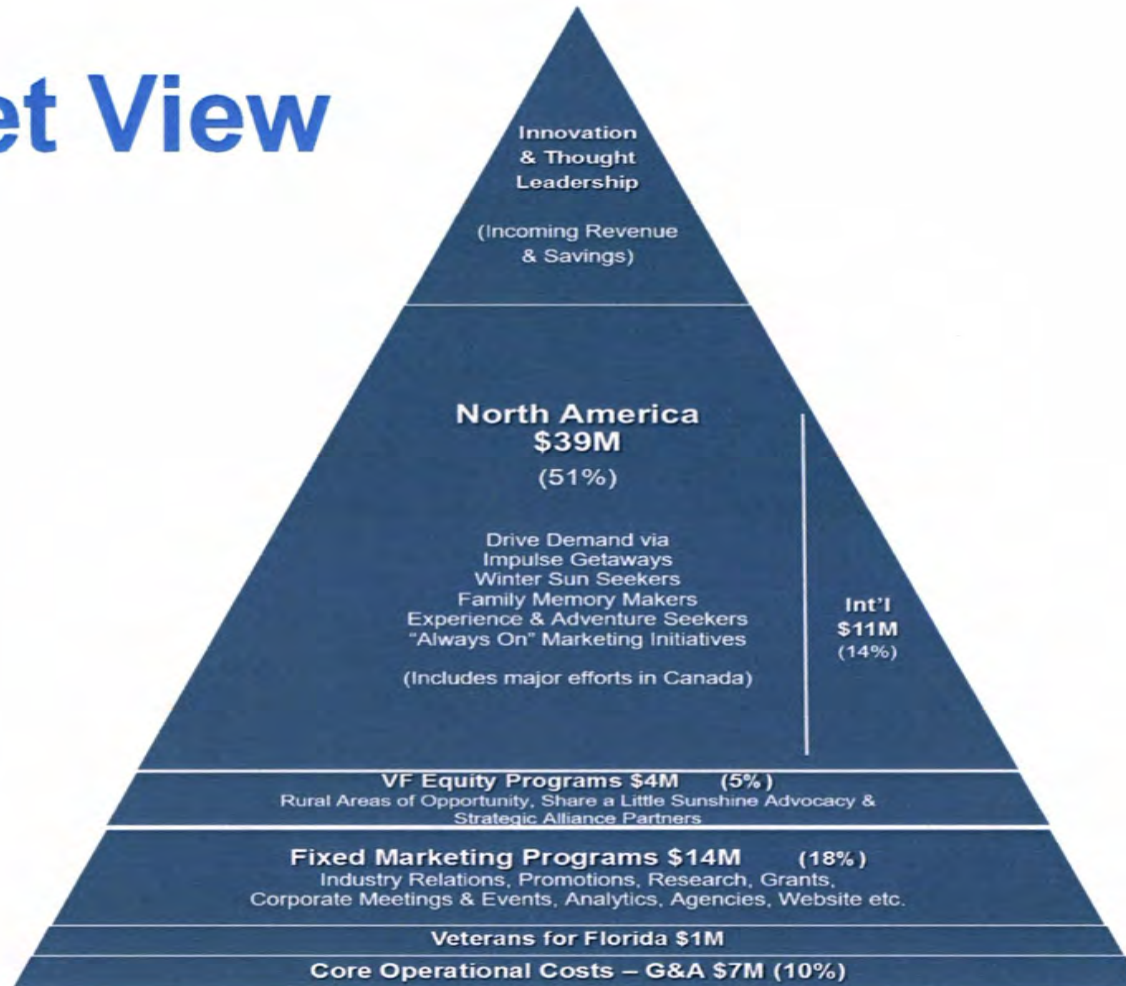 et View
Innovation
& Thought
Leadership
(Incoming Revenue
& Savings)
North America
$39M
(51%)
Drive Demand via
Impulse Getaways
Winter Sun Seekers
Family Memory Makers
Experience & Adventure Seekers
"Always On" Marketing Initiatives
(Includes major efforts in Canada)
Int'l
$11M
(14%)
VF Equity Programs $4M (5%)
Rural Areas of Opportunity, Share a Little Sunshine Advocacy &
Strategic Alliance Partners
Fixed Marketing Programs $14M (18%)
Industry Relations, Promotions, Research, Grants,
Corporate Meetings & Events, Analytics, Agencies, Website etc.
Veterans for Florida $1M
Core Operational Costs – G&A $7M (10%)